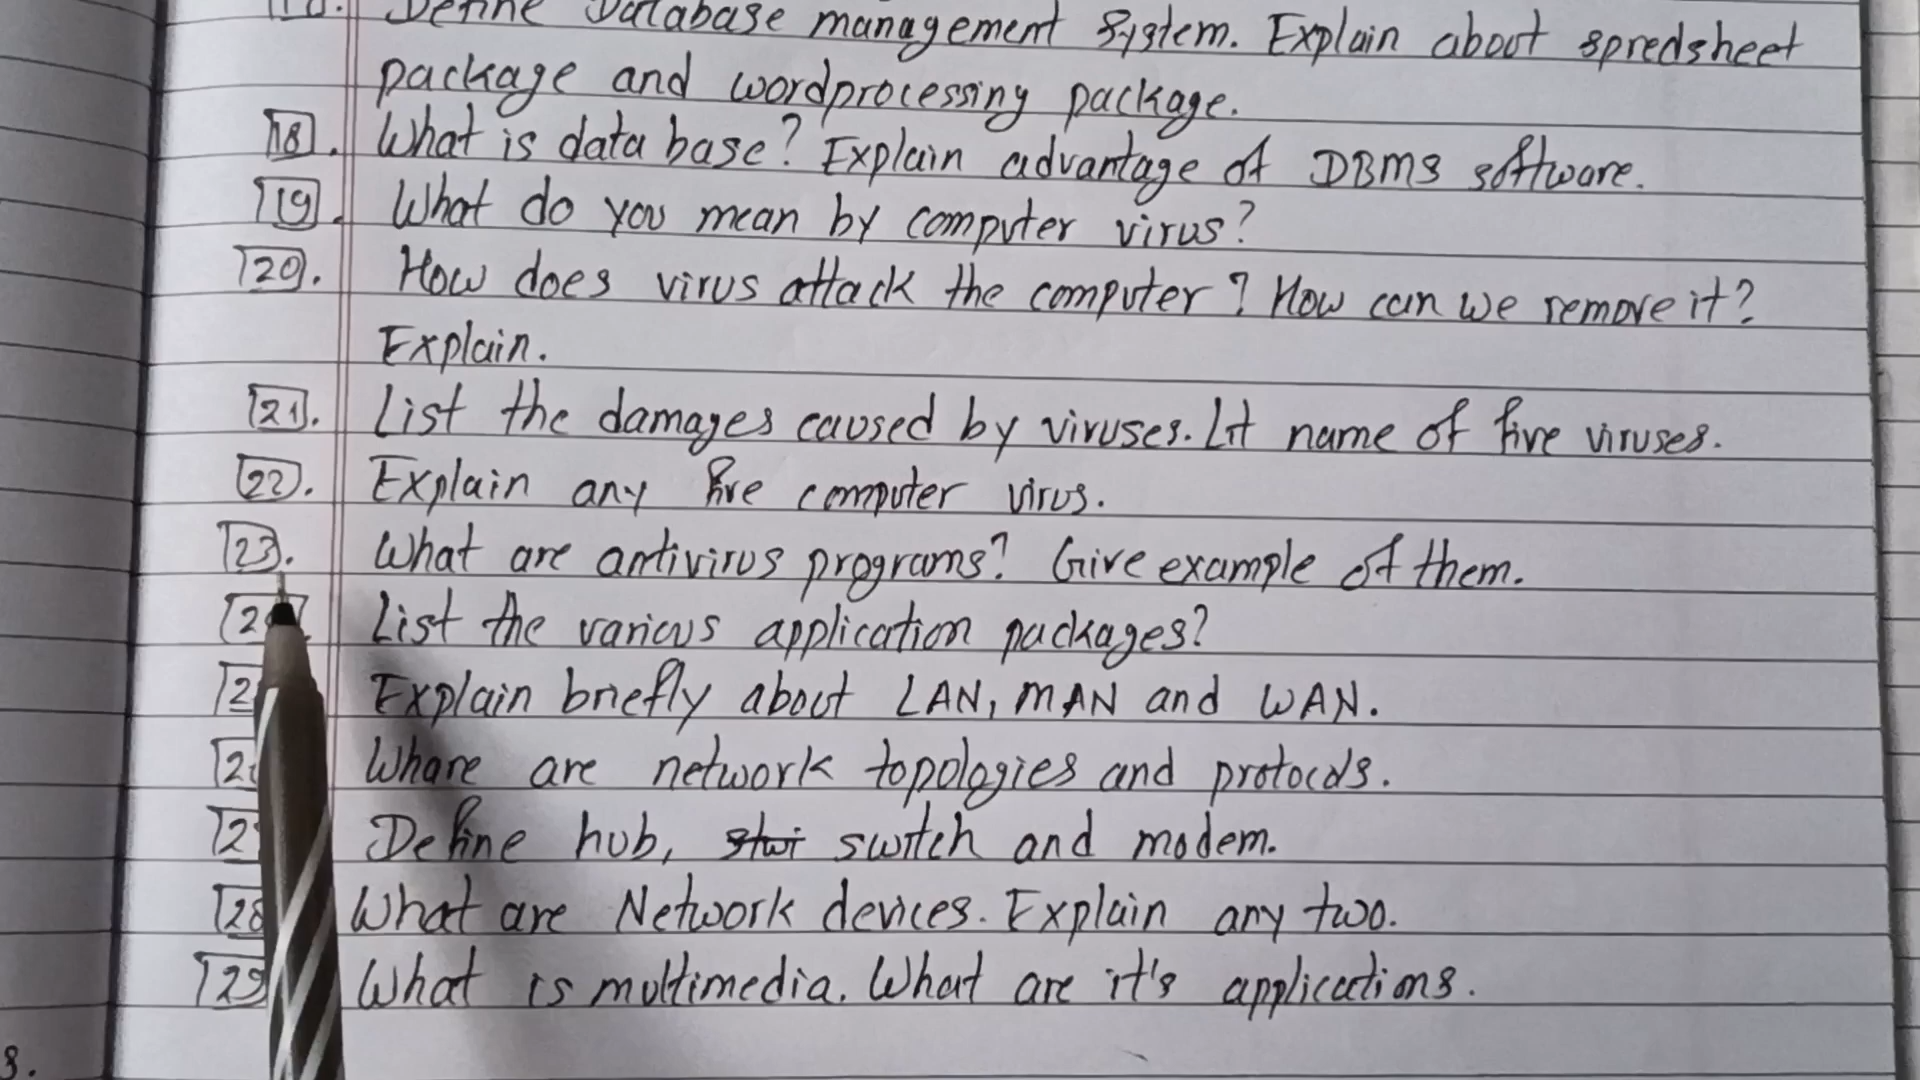 Define Database management System. Explain about spredsheet
package and wordprocessing package.
18. What is data base? Explain advantage of DBMS software.
19. What do you mean by computer virus?
20. How does virus attack the computer? How can we remove it?
Explain.
21. List the damages caused by viruses. Lit name of five viruses.
22. Explain any five computer virus.
23. What are antivirus programs? Give example of them.
List the various application packages?
Explain briefly about LAN, MAN and WAN.
Whare are network topologies and protocols.
Define hub, switch and modem.
28 What are Network devices. Explain any two.
29 What is multimedia. What are it's applications.